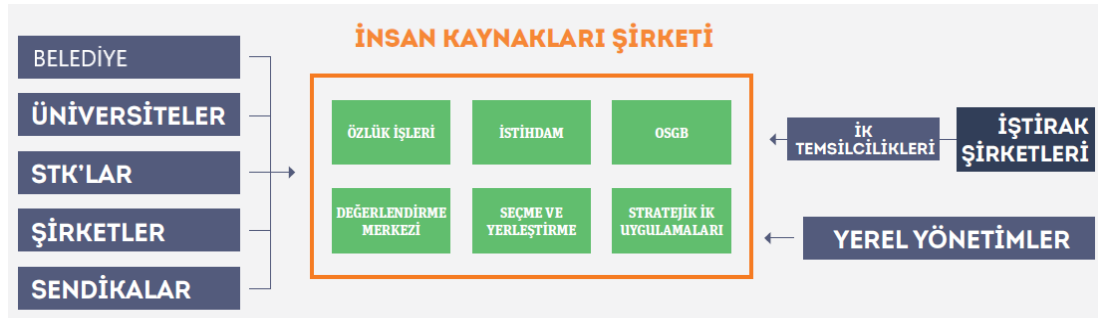 İNSAN KAYNAKLARI ŞİRKETİ
BELEDİYE
ÜNİVERSİTELER
STK'LAR
ŞİRKETLER
SENDİKALAR
ÖZLÜK İŞLERİ
İSTİHDAM
OSGB
DEĞERLENDİRME
MERKEZİ
SEÇME VE
YERLEŞTİRME
STRATEJİK İK
UYGULAMALARI
İK
TEMSİLCİLİKLERİ
İŞTİRAK
ŞİRKETLERİ
YEREL YÖNETİMLER